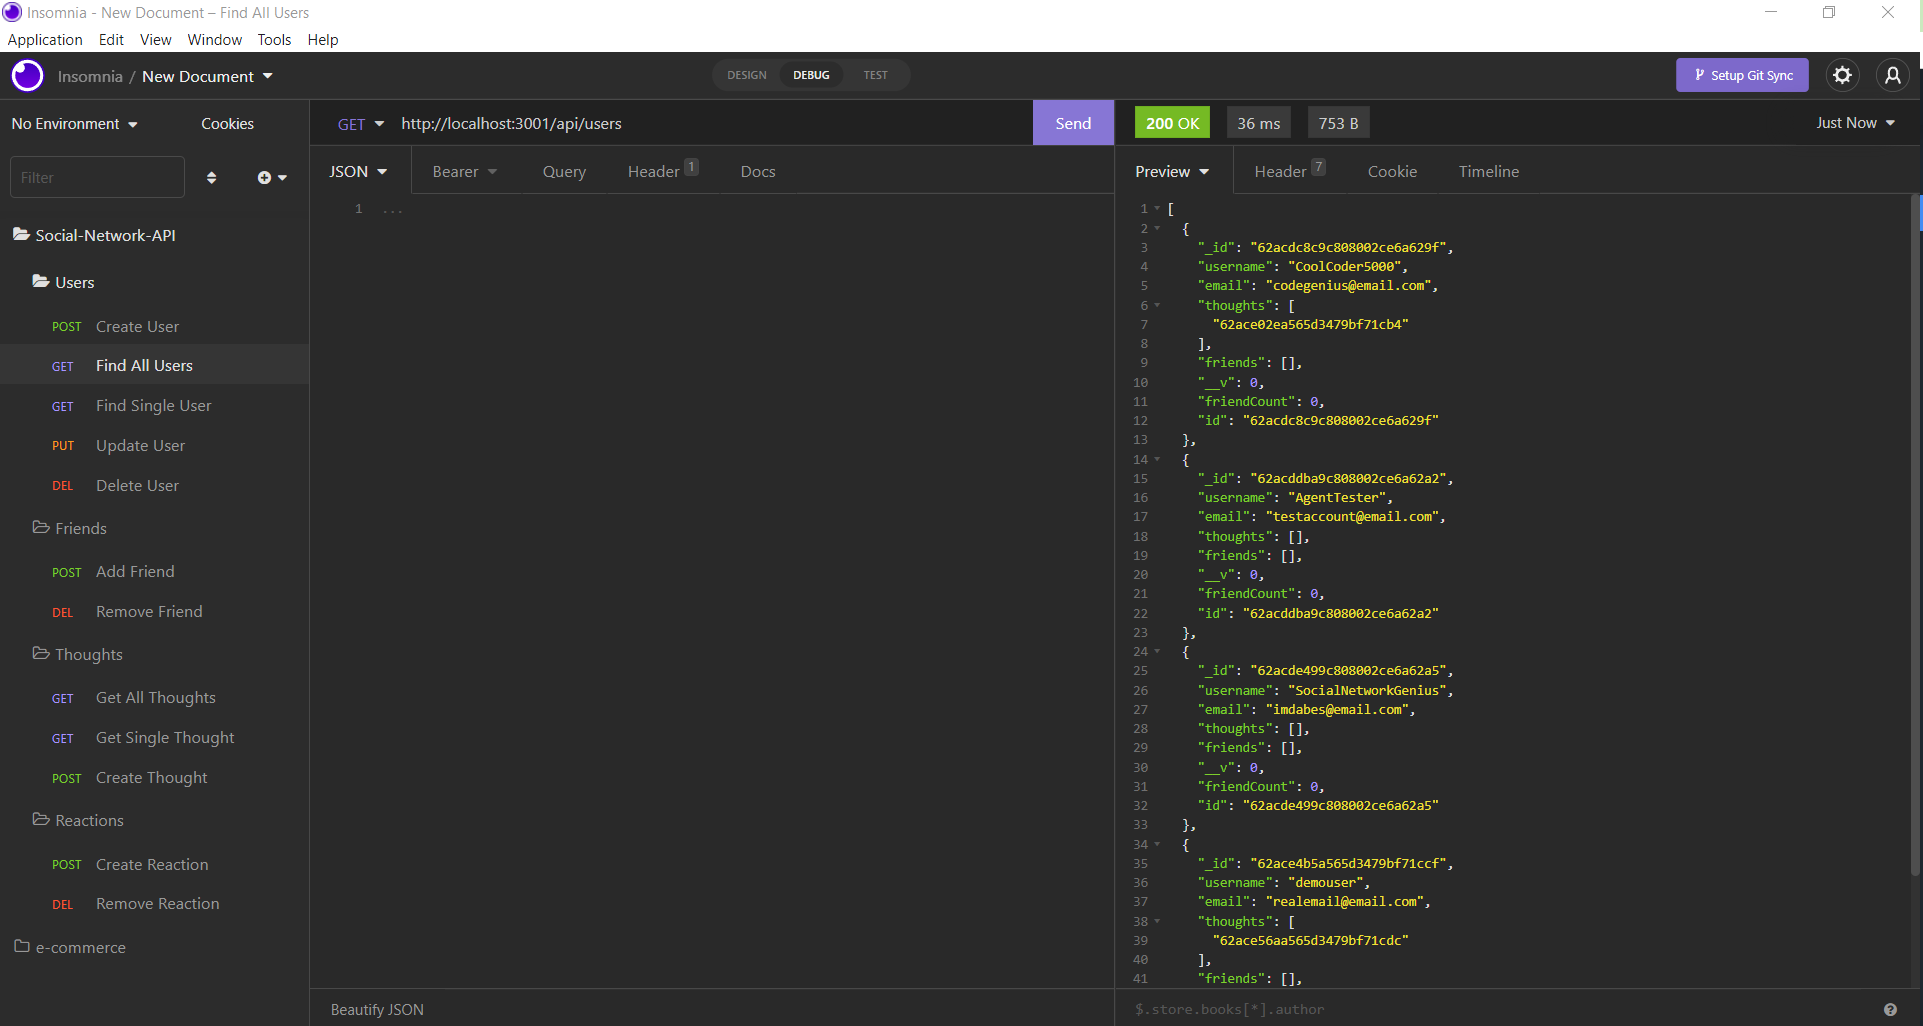 Insomnia - New Document – Find All Users
Application Edit View Window Tools Help
Insomnia / New Document
DESIGN DEBUG TEST
Setup Git Sync
No Environment
Cookies
Filter
Social-Network-API
Users
POST Create User
GET Find All Users
GET Find Single User
PUT Update User
DEL Delete User
Friends
POST Add Friend
DEL Remove Friend
Thoughts
GET Get All Thoughts
GET Get Single Thought
POST Create Thought
Reactions
POST Create Reaction
DEL Remove Reaction
e-commerce
GET http://localhost:3001/api/users Send
JSON Bearer Query Header 1 Docs
1 ...
Beautify JSON
200 OK 36 ms 753 B Just Now
Preview Header 7 Cookie Timeline
1 [
2 {
3 "_id": "62acdc8c9c808002ce6a629f",
4 "username": "CoolCoder5000",
5 "email": "codegenius@email.com",
6 "thoughts": [
7 "62ace02ea565d3479bf71cb4"
8 ],
9 "friends": [],
10 "__v": 0,
11 "friendCount": 0,
12 "id": "62acdc8c9c808002ce6a629f"
13 },
14 {
15 "_id": "62acddba9c808002ce6a62a2",
16 "username": "AgentTester",
17 "email": "testaccount@email.com",
18 "thoughts": [],
19 "friends": [],
20 "__v": 0,
21 "friendCount": 0,
22 "id": "62acddba9c808002ce6a62a2"
23 },
24 {
25 "_id": "62acde499c808002ce6a62a5",
26 "username": "SocialNetworkGenius",
27 "email": "imdabes@email.com",
28 "thoughts": [],
29 "friends": [],
30 "__v": 0,
31 "friendCount": 0,
32 "id": "62acde499c808002ce6a62a5"
33 },
34 {
35 "_id": "62ace4b5a565d3479bf71ccf",
36 "username": "demouser",
37 "email": "realemail@email.com",
38 "thoughts": [
39 "62ace56aa565d3479bf71cdc"
40 ],
41 "friends": [],
$.store.books[*].author